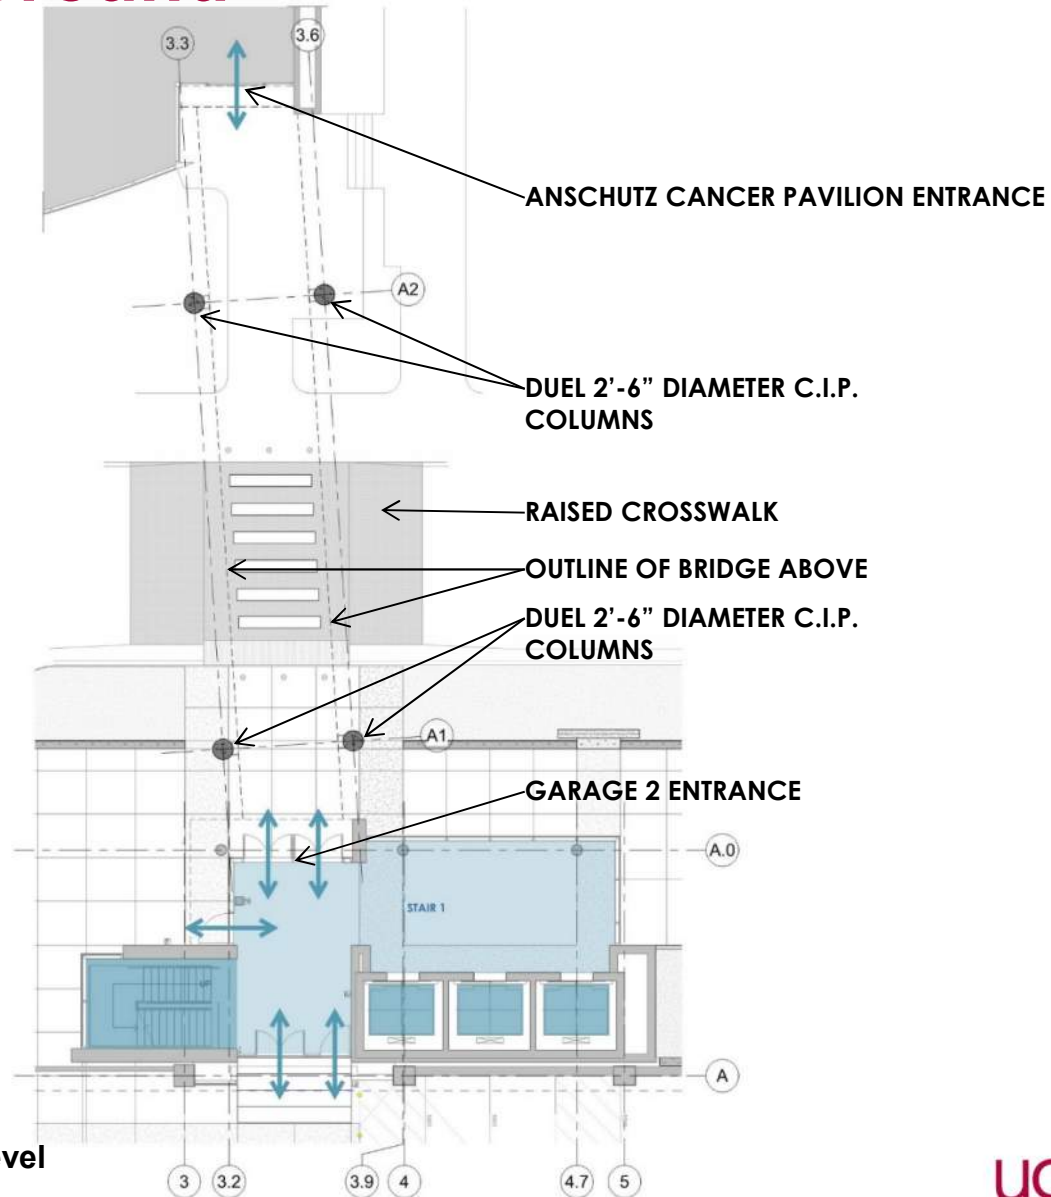 3.3
3.6
ANSCHUTZ CANCER PAVILION ENTRANCE
A2
DUEL 2’-6” DIAMETER C.I.P.
COLUMNS
RAISED CROSSWALK
OUTLINE OF BRIDGE ABOVE
DUEL 2’-6” DIAMETER C.I.P.
COLUMNS
A1
GARAGE 2 ENTRANCE
A.0
STAIR 1
A
3
3.2
3.9
4
4.7
5